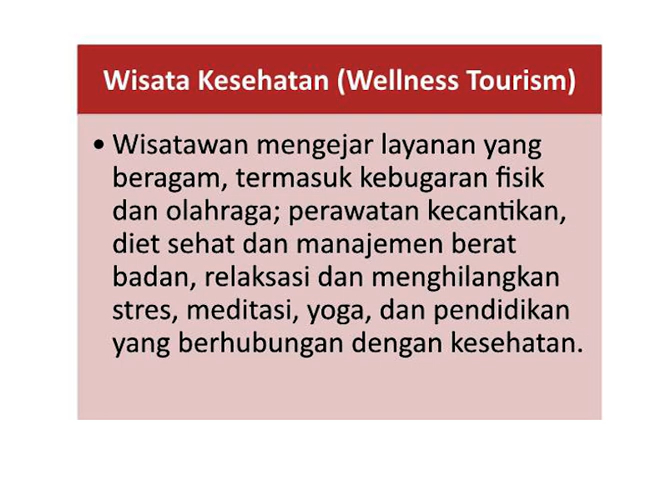 Wisata Kesehatan (Wellness Tourism)
• Wisatawan mengejar layanan yang
beragam, termasuk kebugaran fisik
dan olahraga; perawatan kecantikan,
diet sehat dan manajemen berat
badan, relaksasi dan menghilangkan
stres, meditasi, yoga, dan pendidikan
yang berhubungan dengan kesehatan.